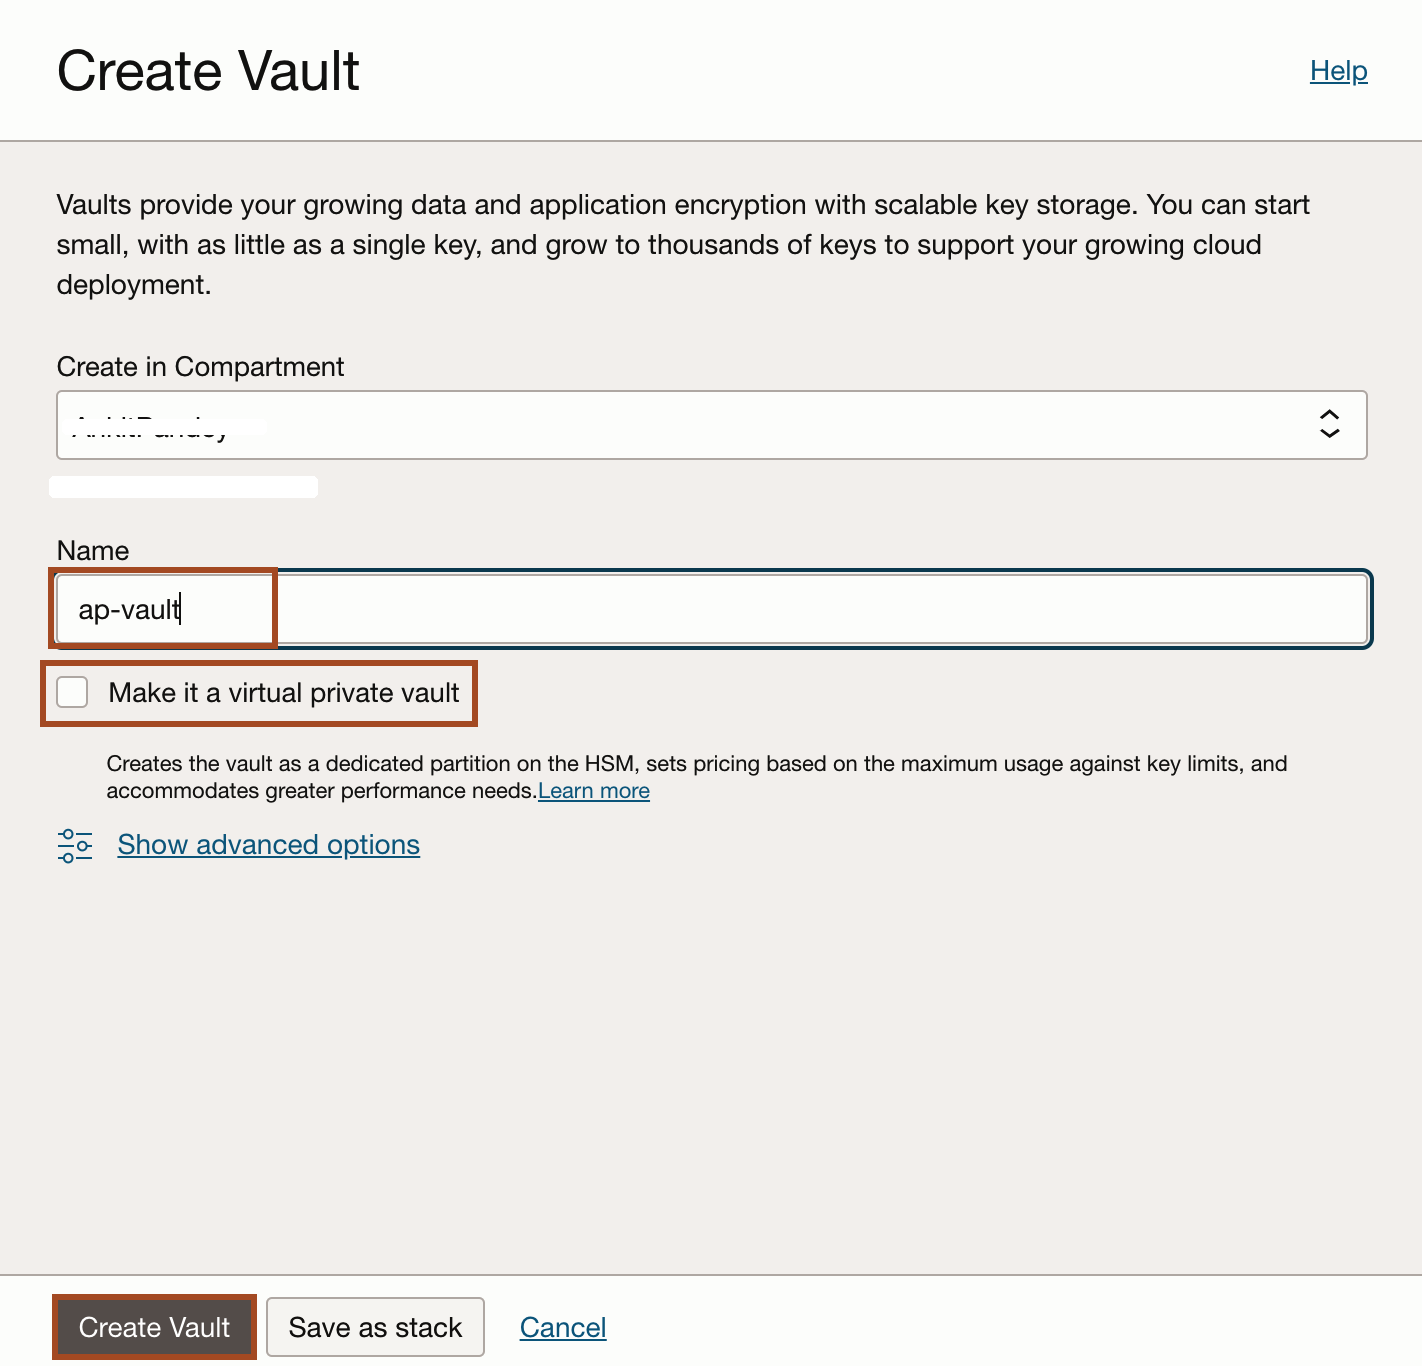 Create Vault
Help
Vaults provide your growing data and application encryption with scalable key storage. You can start
small, with as little as a single key, and grow to thousands of keys to support your growing cloud
deployment.
Create in Compartment
Name
ap-vault
Make it a virtual private vault
Creates the vault as a dedicated partition on the HSM, sets pricing based on the maximum usage against key limits, and
accommodates greater performance needs.Learn more
Show advanced options
Create Vault
Save as stack
Cancel